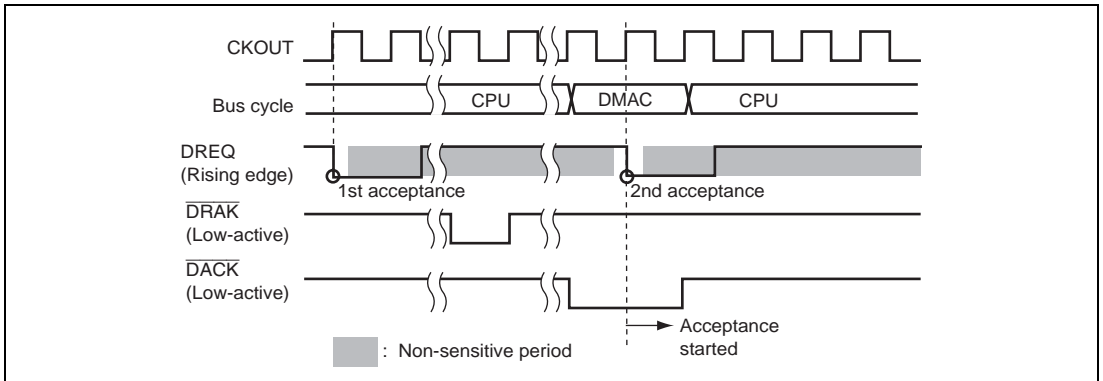 CKOUT
Bus cycle
CPU
DMAC
CPU
DREQ
(Rising edge)
1st acceptance
2nd acceptance
DRAK
(Low-active)
DACK
(Low-active)
Acceptance
started
: Non-sensitive period